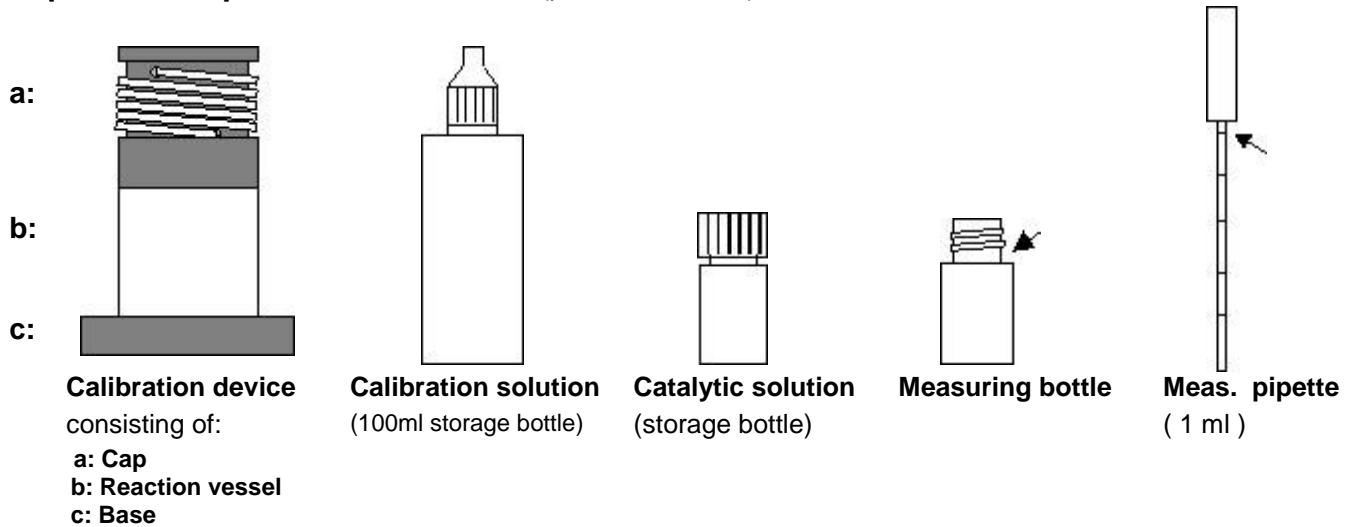 a:
b:
c:
Calibration device
consisting of:
a: Cap
b: Reaction vessel
c: Base
Calibration solution
(100ml storage bottle)
Catalytic solution
(storage bottle)
Measuring bottle
Meas. pipette
( 1 ml )